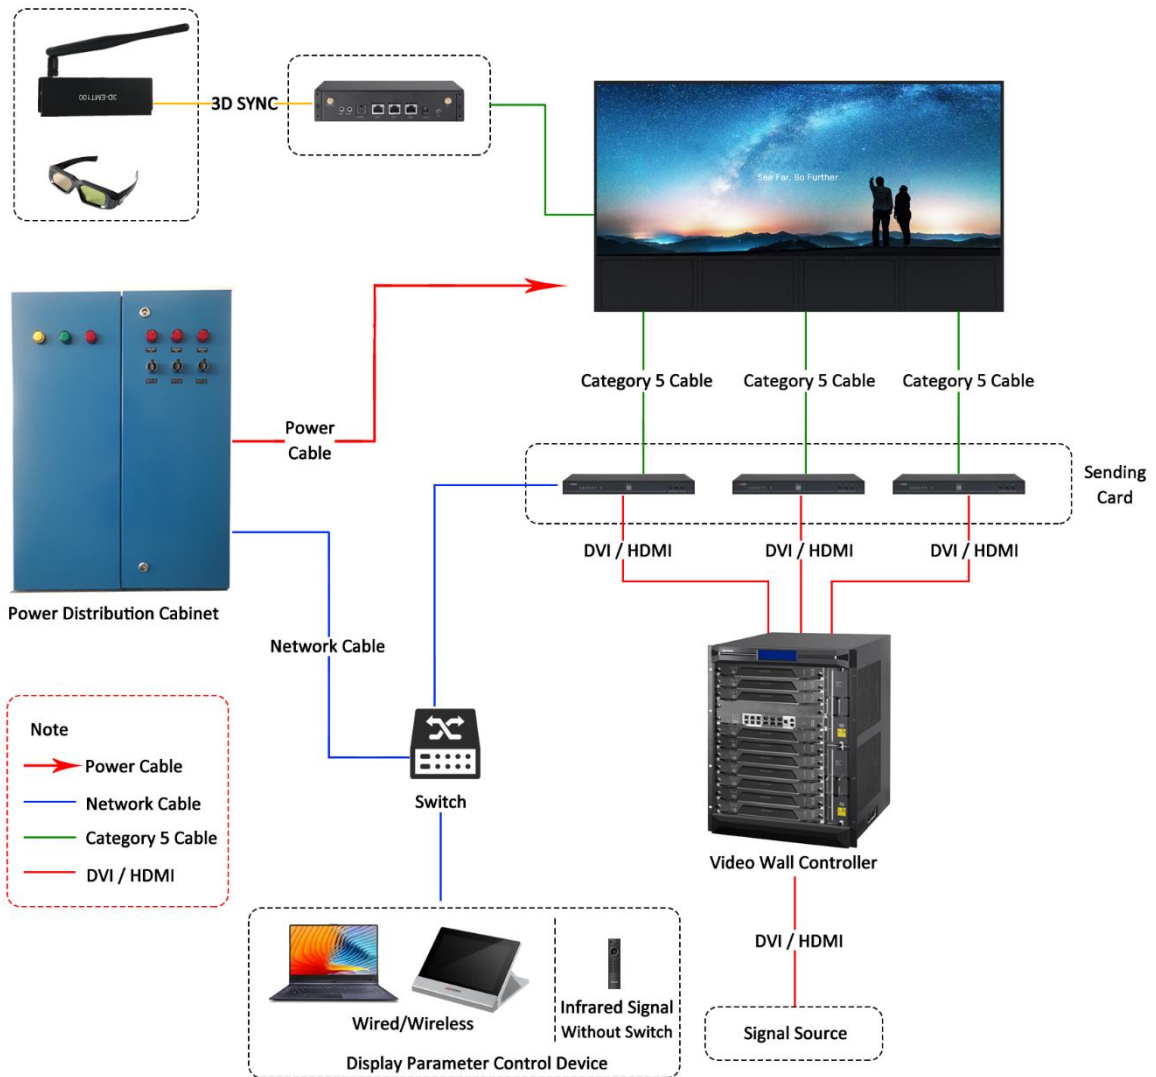 3D-EMT100
3D SYNC
See Far, Go Further
Category 5 Cable
Category 5 Cable
Category 5 Cable
Power
Cable
Sending
Card
DVI / HDMI
DVI / HDMI
DVI / HDMI
Power Distribution Cabinet
Network Cable
Note
Power Cable
Network Cable
Category 5 Cable
DVI / HDMI
Switch
Video Wall Controller
DVI / HDMI
Wired/Wireless
Infrared Signal
Without Switch
Display Parameter Control Device
Signal Source